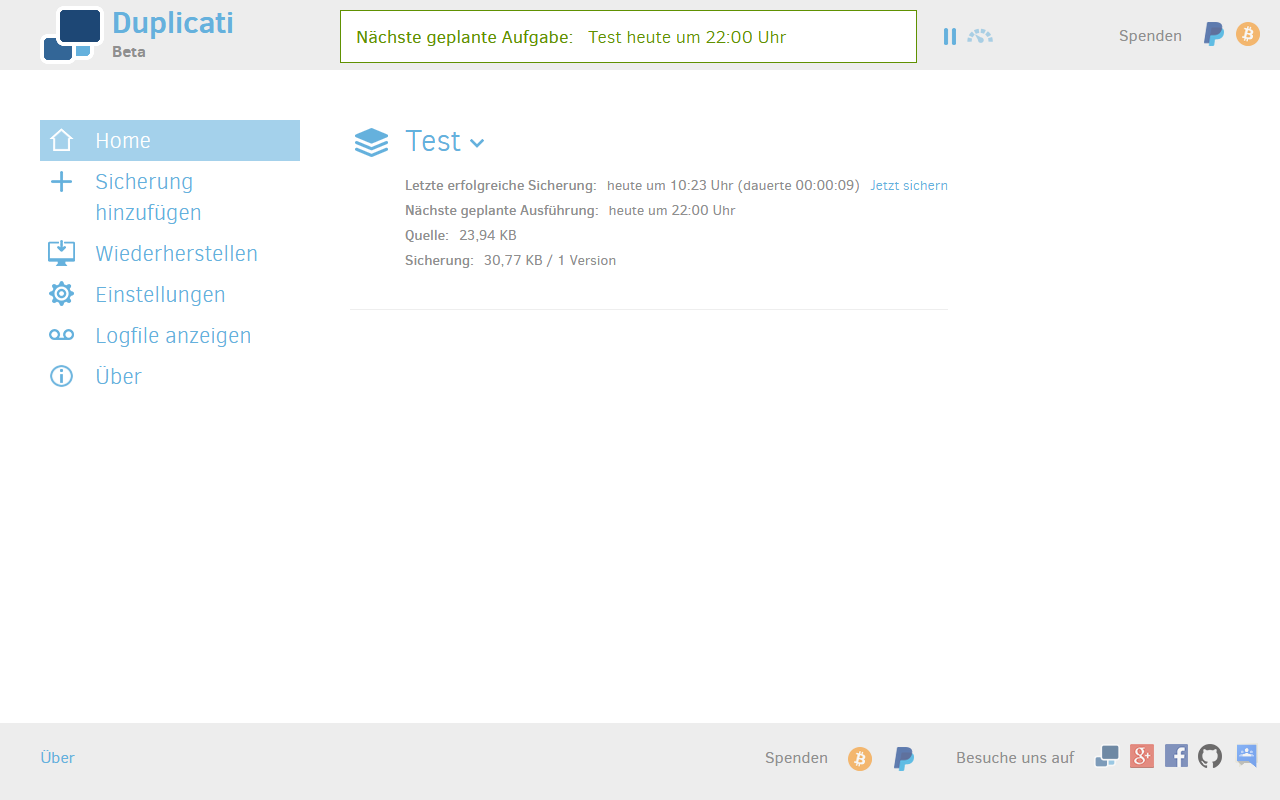 Duplicati
Beta
Nächste geplante Aufgabe: Test heute um 22:00 Uhr
Spenden
Home
Sicherung
hinzufügen
Wiederherstellen
Einstellungen
Logfile anzeigen
Über
Test
Letzte erfolgreiche Sicherung: heute um 10:23 Uhr (dauerte 00:00:09) Jetzt sichern
Nächste geplante Ausführung: heute um 22:00 Uhr
Quelle: 23,94 KB
Sicherung: 30,77 KB / 1 Version
Über
Spenden
Besuche uns auf